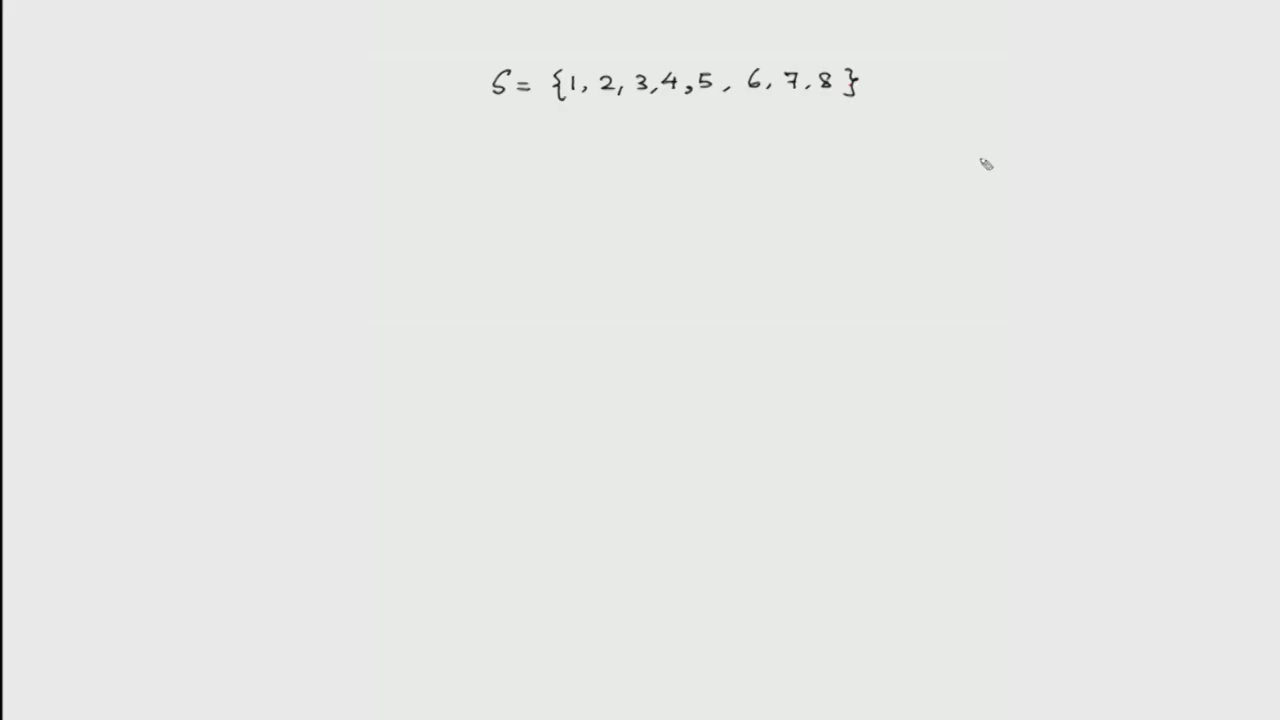 S = {1, 2, 3, 4, 5, 6, 7, 8}